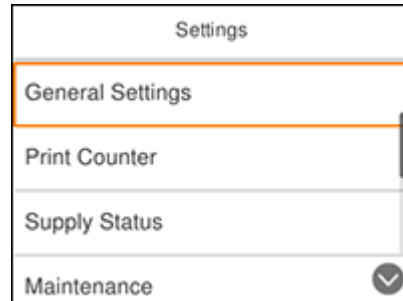 Settings
General Settings
Print Counter
Supply Status
Maintenance